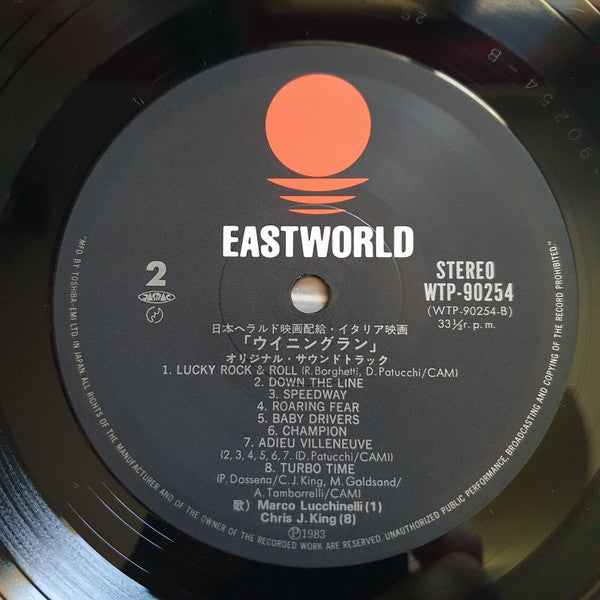 EASTWORLD
2
JASRAC
STEREO
WTP-90254
(WTP-90254-B)
33⅓r.p.m.
日本ヘラルド映画配給・イタリア映画
「ウイニングラン」
オリジナル・サウンドトラック
1. LUCKY ROCK & ROLL (R. Borghetti, D. Patucchi/CAM)
2. DOWN THE LINE
3. SPEEDWAY
4. ROARING FEAR
5. BABY DRIVERS
6. CHAMPION
7. ADIEU VILLENEUVE
(2, 3, 4, 5, 6, 7. (D. Patucchi/CAM))
8. TURBO TIME
(P. Dossena/C. J. King, M. Goldsand/
A. Tamborrelli/CAM)
歌) Marco Lucchinelli (1)
Chris J. King (8)
Ⓟ1983
"MFD. BY TOSHIBA-EMI LTD. IN JAPAN ALL RIGHTS OF THE MANUFACTURER AND OF THE OWNER OF THE RECORDED WORK ARE RESERVED. UNAUTHORIZED PUBLIC PERFORMANCE, BROADCASTING AND COPYING OF THE RECORD PROHIBITED."
90254-B